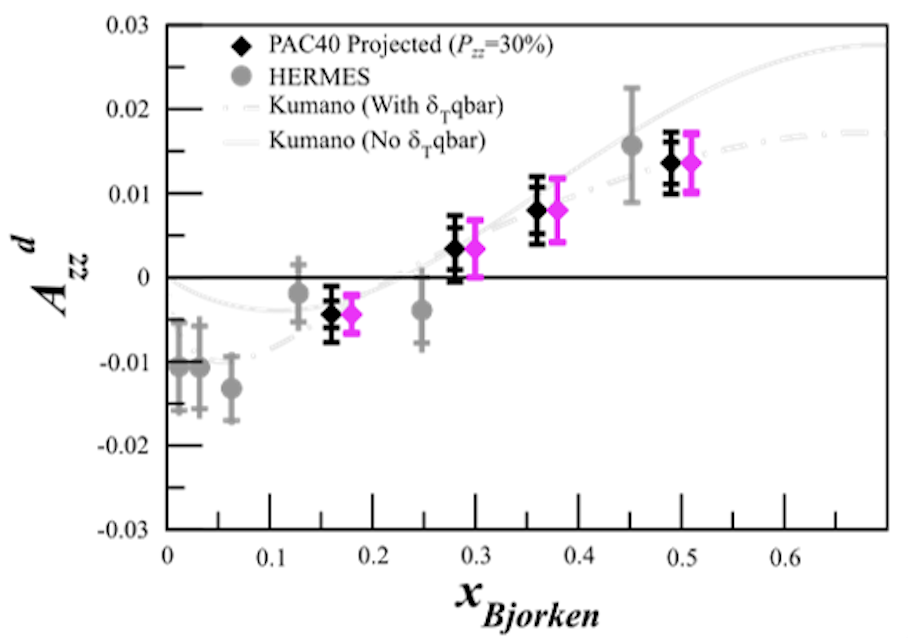 0.03
PAC40 Projected (Pzz=30%)
HERMES
Kumano (With δTqbar)
Kumano (No δTqbar)
0.02
0.01
0
-0.01
-0.02
-0.03
Azz d
0 0.1 0.2 0.3 0.4 0.5 0.6
x Bjorken